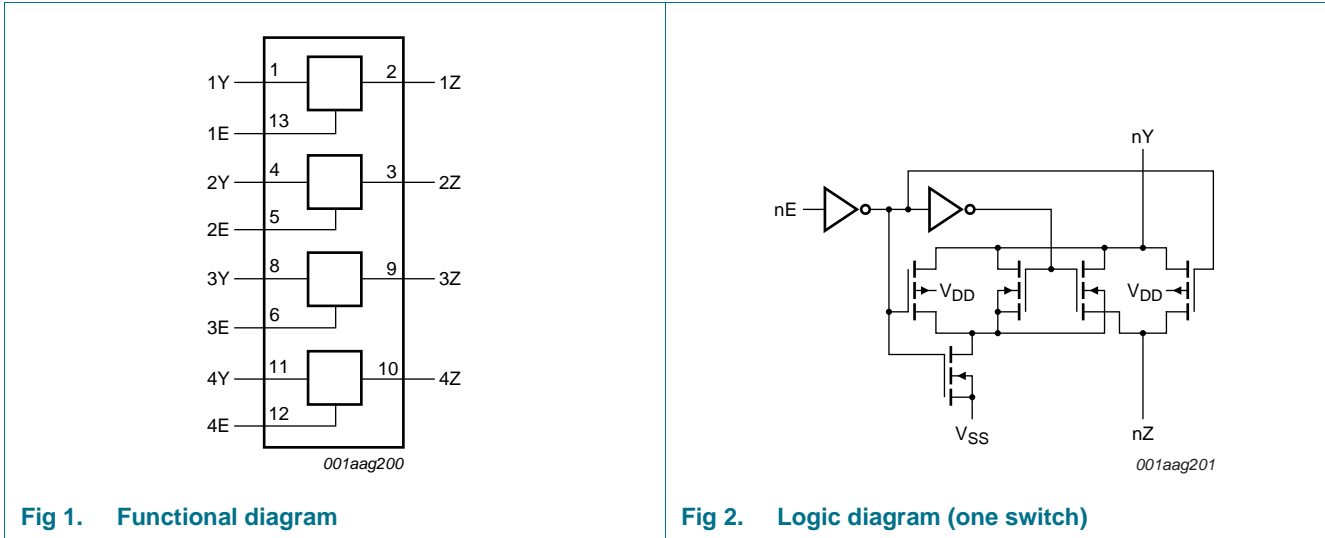 1Y 1 2 1Z
1E 13
2Y 4 3 2Z
2E 5
3Y 8 9 3Z
3E 6
4Y 11 10 4Z
4E 12
001aag200
Fig 1. Functional diagram
nY
nE
VDD VDD
VSS nZ
001aag201
Fig 2. Logic diagram (one switch)